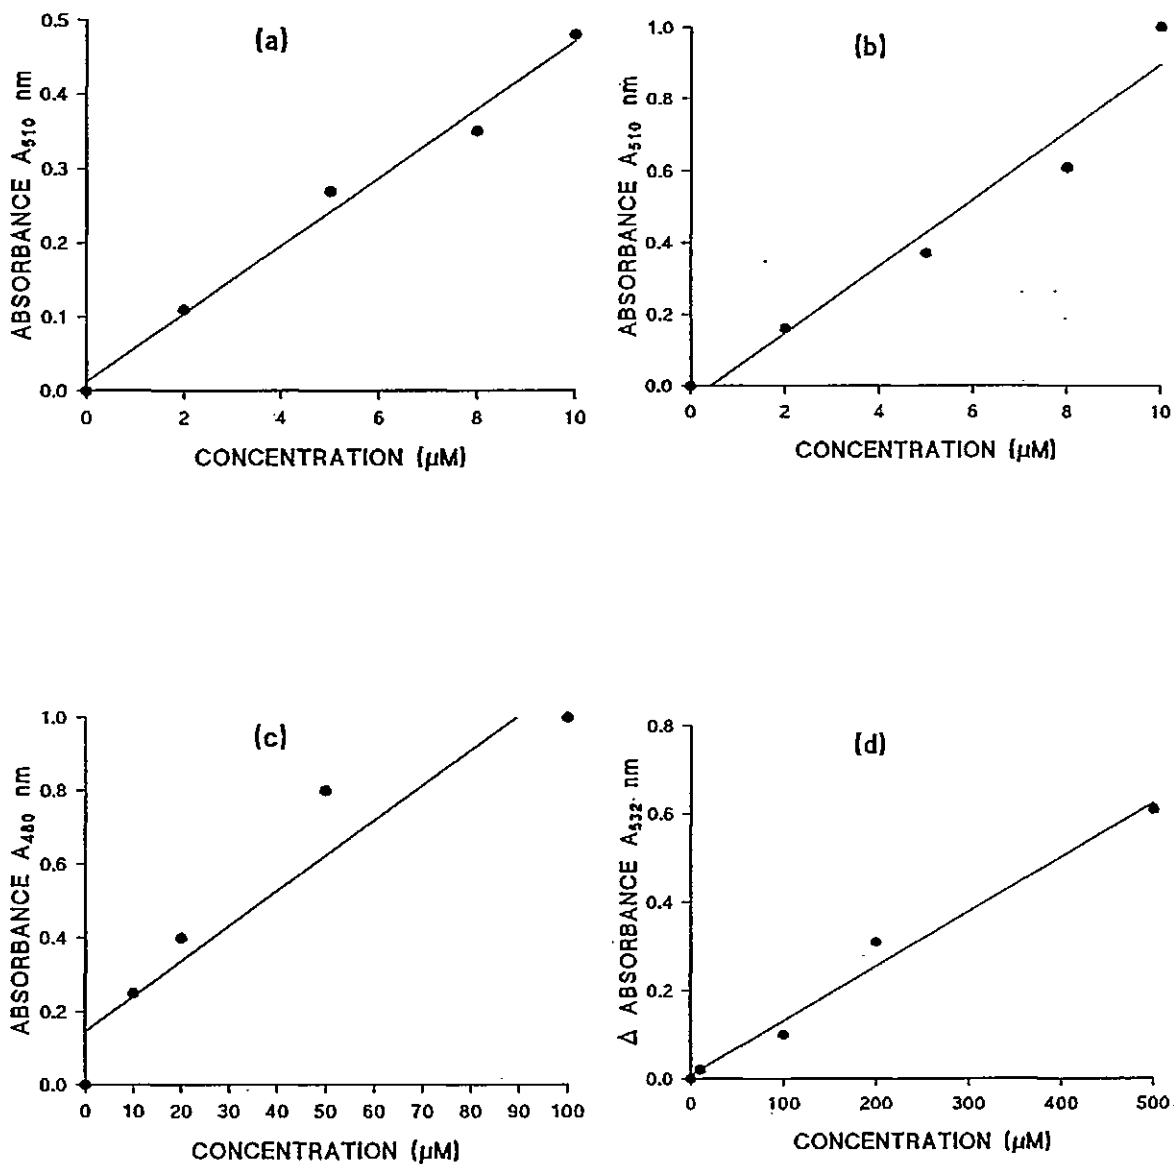 (a)
ABSORBANCE A510 nm
0.5
0.4
0.3
0.2
0.1
0.0
0 2 4 6 8 10
CONCENTRATION (µM)
(b)
ABSORBANCE A510 nm
1.0
0.8
0.6
0.4
0.2
0.0
0 2 4 6 8 10
CONCENTRATION (µM)
(c)
ABSORBANCE A480 nm
1.0
0.8
0.6
0.4
0.2
0.0
0 10 20 30 40 50 60 70 80 90 100
CONCENTRATION (µM)
(d)
Δ ABSORBANCE A532 nm
0.8
0.6
0.4
0.2
0.0
0 100 200 300 400 500
CONCENTRATION (µM)